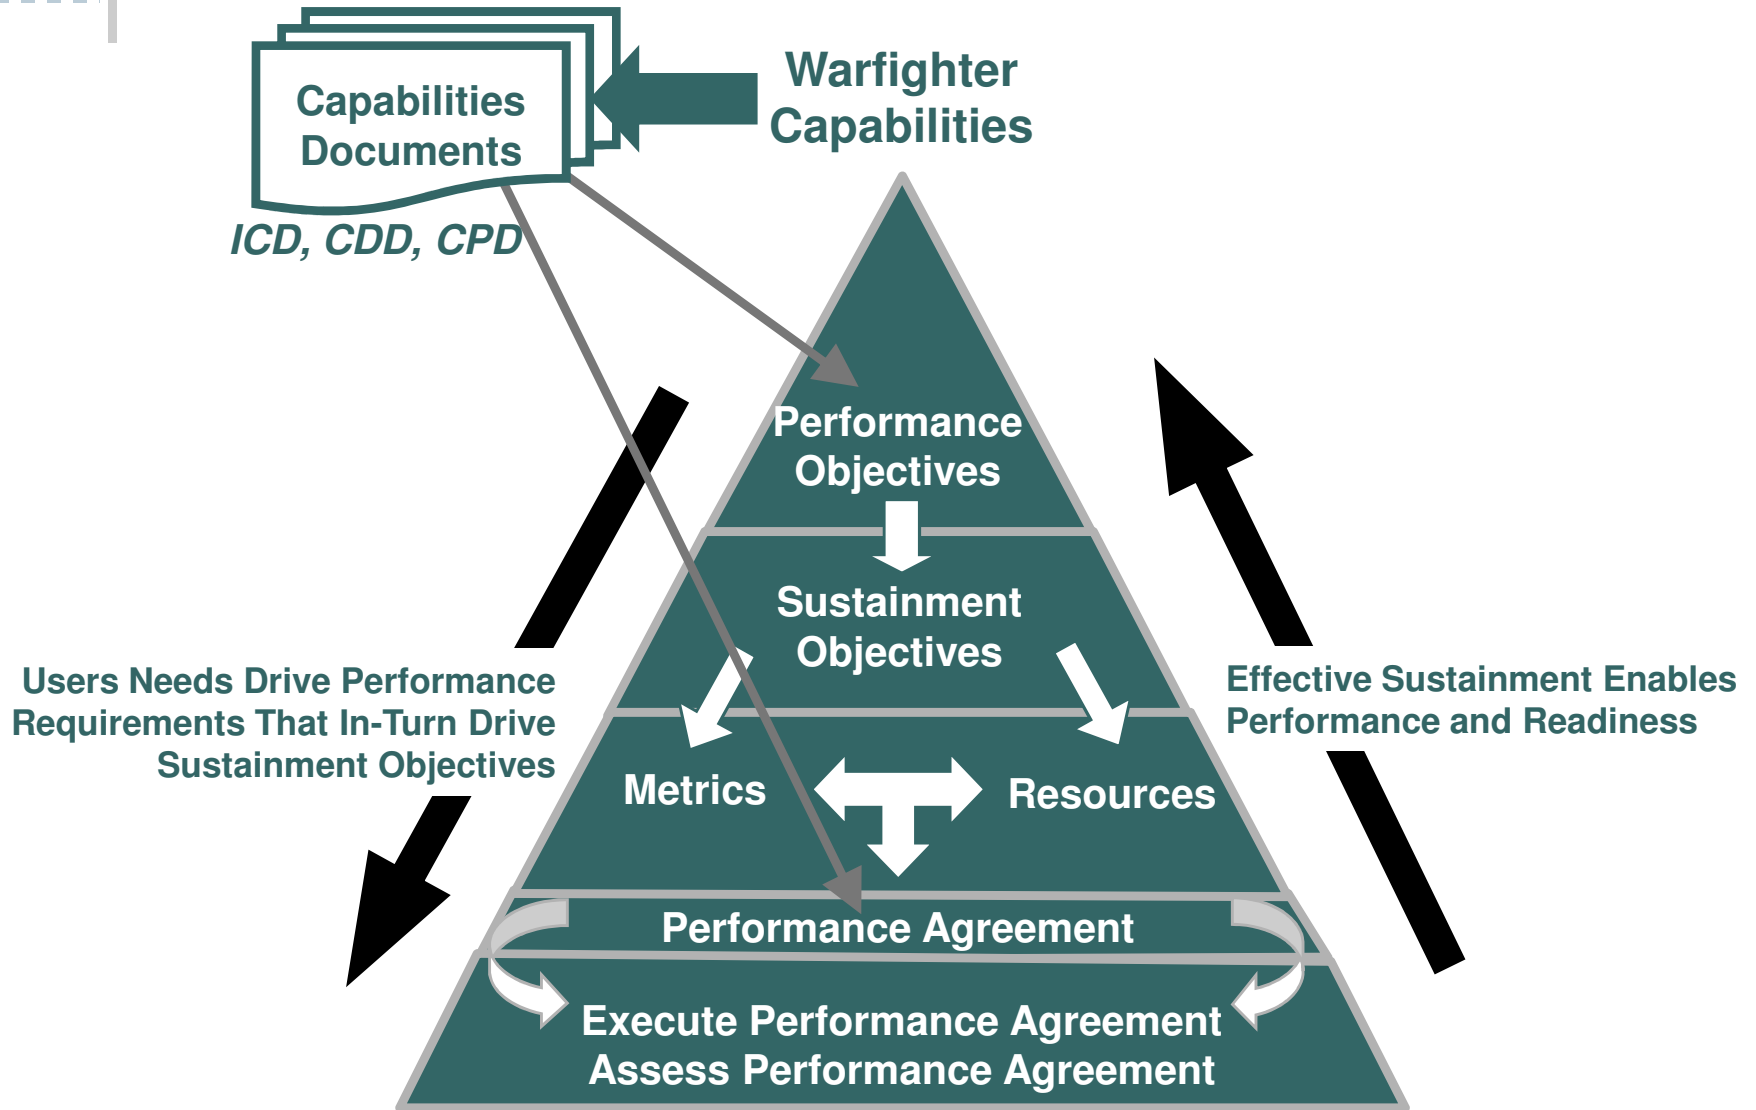 Capabilities
Documents
Warfighter
Capabilities
ICD, CDD, CPD
Performance
Objectives
Sustainment
Objectives
Users Needs Drive Performance
Requirements That In-Turn Drive
Sustainment Objectives
Effective Sustainment Enables
Performance and Readiness
Metrics
Resources
Performance Agreement
Execute Performance Agreement
Assess Performance Agreement